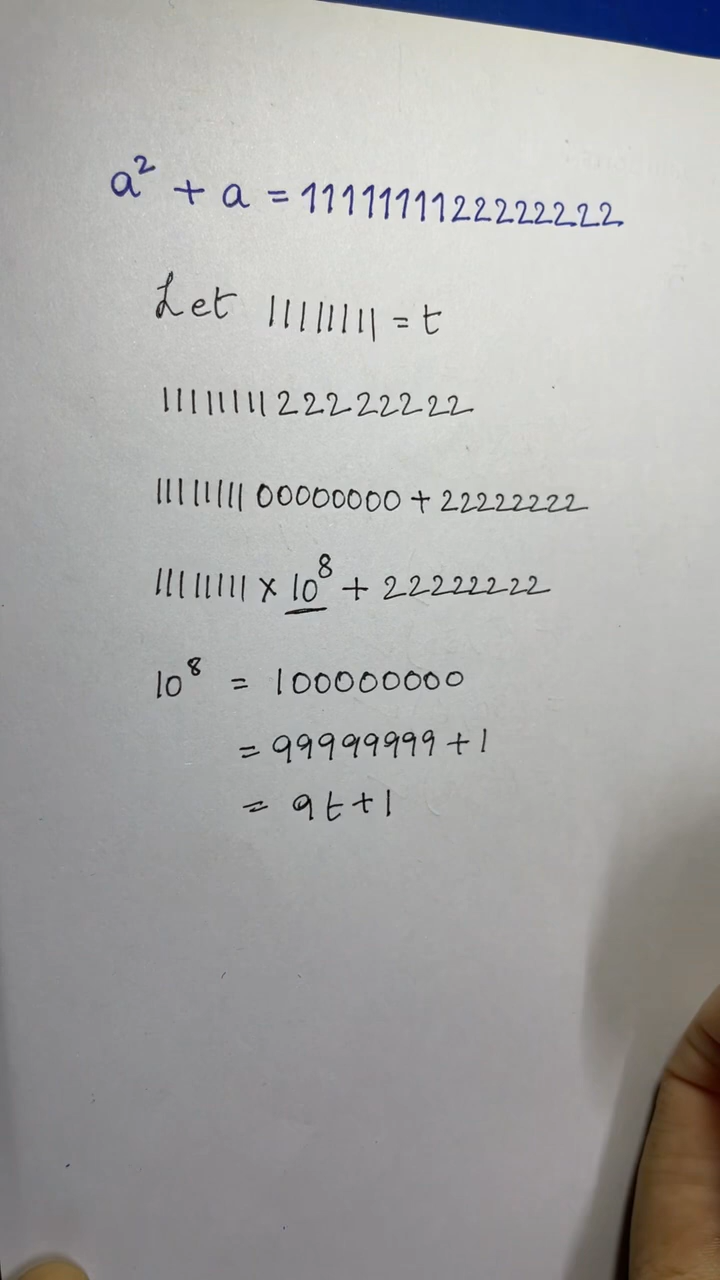 a² + a = 1111111122222222
Let 11111111 = t
1111111122222222
1111111100000000 + 22222222
11111111 × 10⁸ + 22222222
10⁸ = 100000000
= 99999999 + 1
= 9t + 1